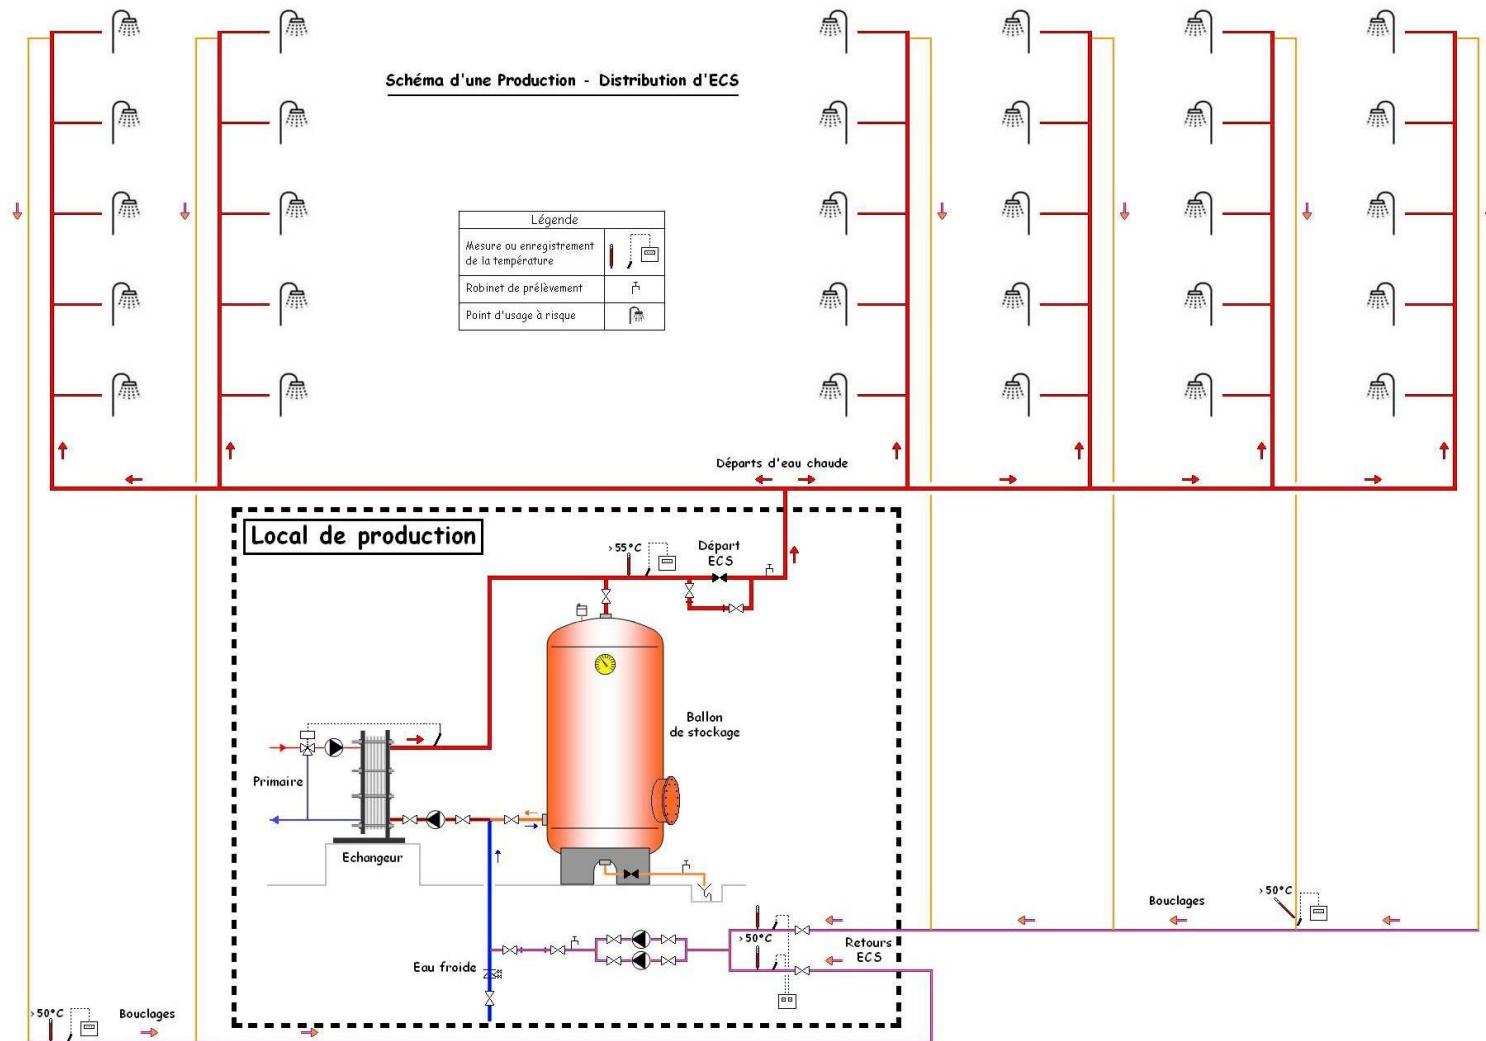 Schéma d'une Production - Distribution d'ECS
Légende
Mesure ou enregistrement
de la température
Robinet de prélèvement
Point d'usage à risque
Départs d'eau chaude
Local de production
>55°C
Départ
ECS
Ballon
de stockage
Primaire
Echangeur
>50°C
Bouclages
>50°C
Retours
ECS
Eau froide
>50°C
Bouclages